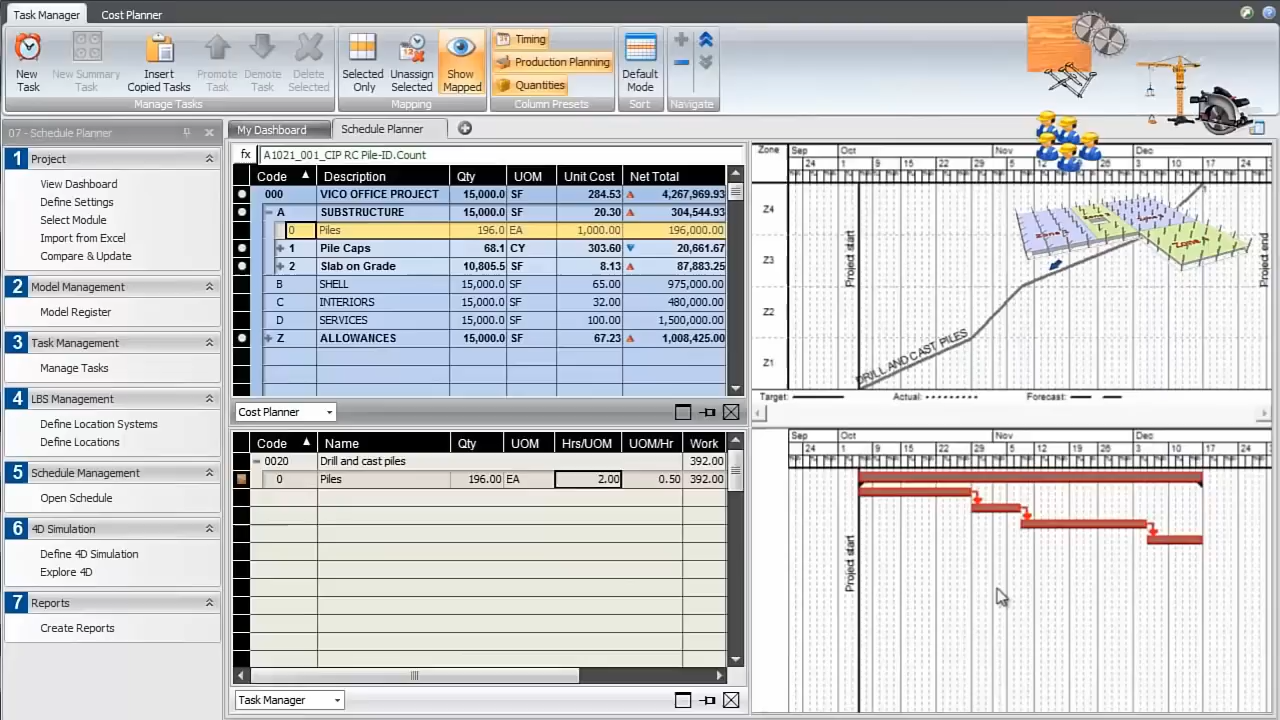 Task Manager Cost Planner
New Task
New Summary Task
Insert Copied Tasks
Promote Task
Demote Task
Delete Selected
Manage Tasks
Selected Only
Unassign Selected
Show Mapped
Mapping
Timing
Production Planning
Quantities
Column Presets
Default Mode
Sort
Navigate
07 - Schedule Planner
1 Project
View Dashboard
Define Settings
Select Module
Import from Excel
Compare & Update
2 Model Management
Model Register
3 Task Management
Manage Tasks
4 LBS Management
Define Location Systems
Define Locations
5 Schedule Management
Open Schedule
6 4D Simulation
Define 4D Simulation
Explore 4D
7 Reports
Create Reports
My Dashboard Schedule Planner
fx A1021_001_CIP RC Pile-ID.Count
Code Description Qty UOM Unit Cost Net Total
000 VICO OFFICE PROJECT 15,000.0 SF 284.53 4,267,969.93
A SUBSTRUCTURE 15,000.0 SF 20.30 304,544.93
0 Piles 196.0 EA 1,000.00 196,000.00
1 Pile Caps 68.1 CY 303.60 20,661.67
2 Slab on Grade 10,805.5 SF 8.13 87,883.25
B SHELL 15,000.0 SF 65.00 975,000.00
C INTERIORS 15,000.0 SF 32.00 480,000.00
D SERVICES 15,000.0 SF 100.00 1,500,000.00
Z ALLOWANCES 15,000.0 SF 67.23 1,008,425.00
Cost Planner
Code Name Qty UOM Hrs/UOM UOM/Hr Work
0020 Drill and cast piles 392.00
0 Piles 196.00 EA 2.00 0.50 392.00
Task Manager
Zone Sep Oct Nov Dec
24 1 8 15 22 29 5 12 19 26 3 10 17 24
Z4
Z3
Z2
Z1
Project start
Project end
DRILL AND CAST PILES
Target: Actual: Forecast:
Sep Oct Nov Dec
Project start